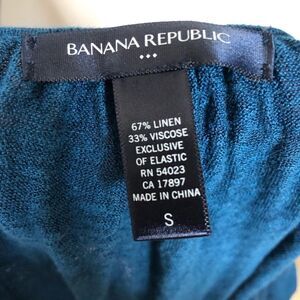 BANANA REPUBLIC
67% LINEN
33% VISCOSE
EXCLUSIVE
OF ELASTIC
RN 54023
CA 17897
MADE IN CHINA
S